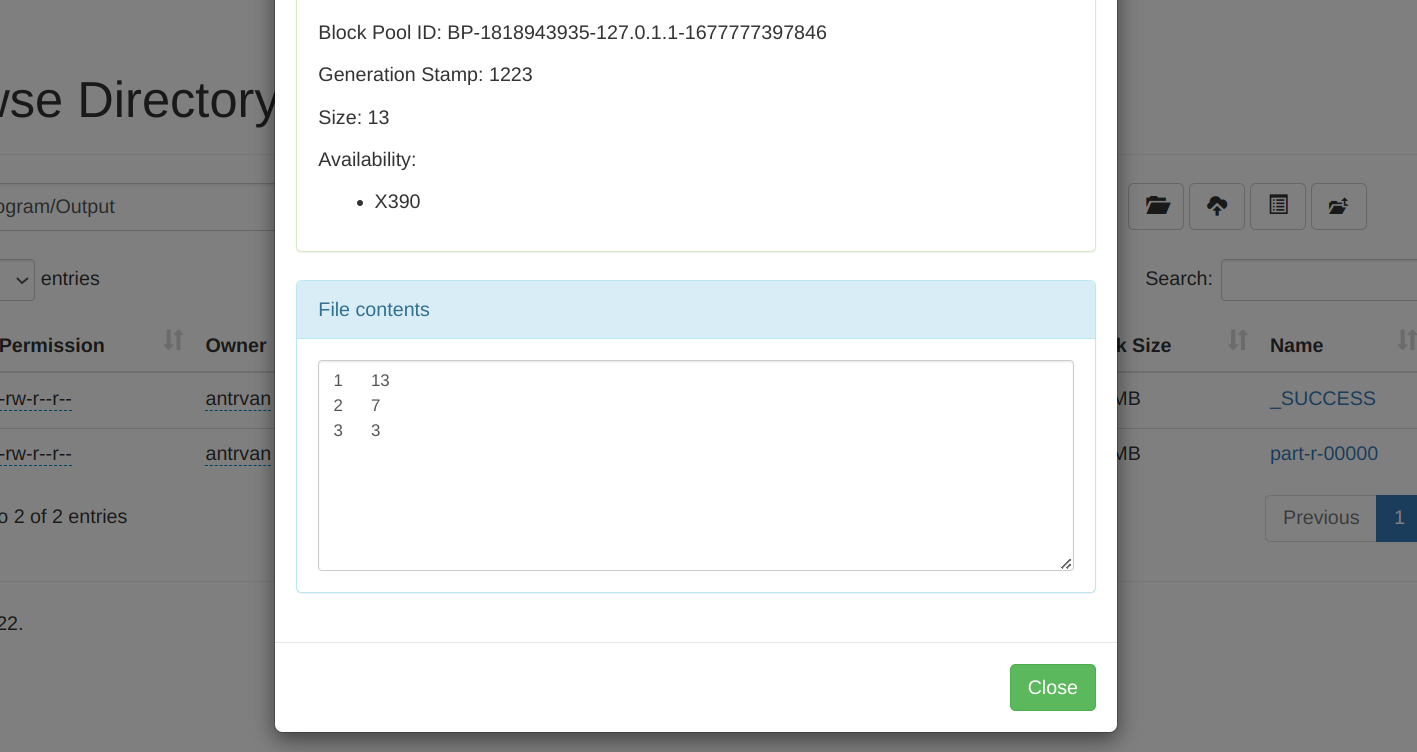 Block Pool ID: BP-1818943935-127.0.1.1-1677777397846
Generation Stamp: 1223
wse Directory
Size: 13
Availability:
• X390
ogram/Output
entries
Search:
File contents
Permission Owner k Size Name
1 13
2 7
3 3
-rw-r--r-- antrvan MB _SUCCESS
-rw-r--r-- antrvan MB part-r-00000
o 2 of 2 entries
Previous 1
22.
Close